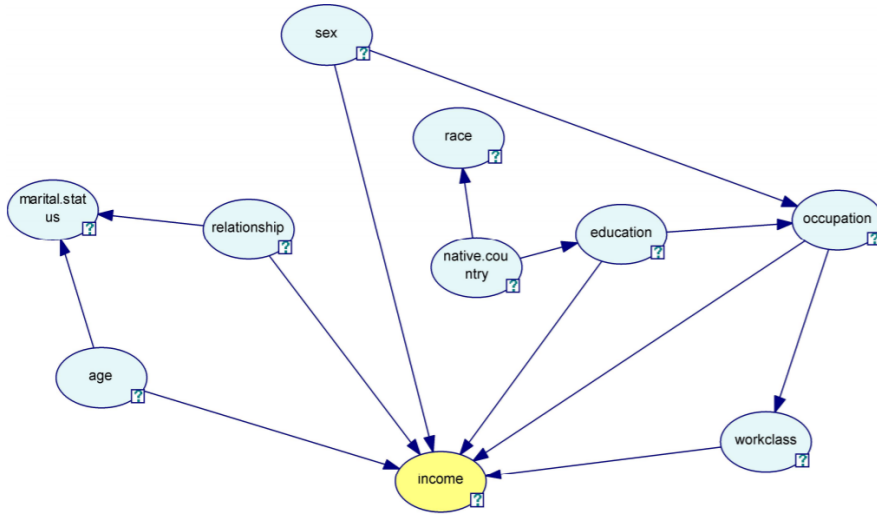 sex
?
race
?
marital.stat
us
?
relationship
?
education
?
occupation
?
native.cou
ntry
?
age
?
workclass
?
income
?